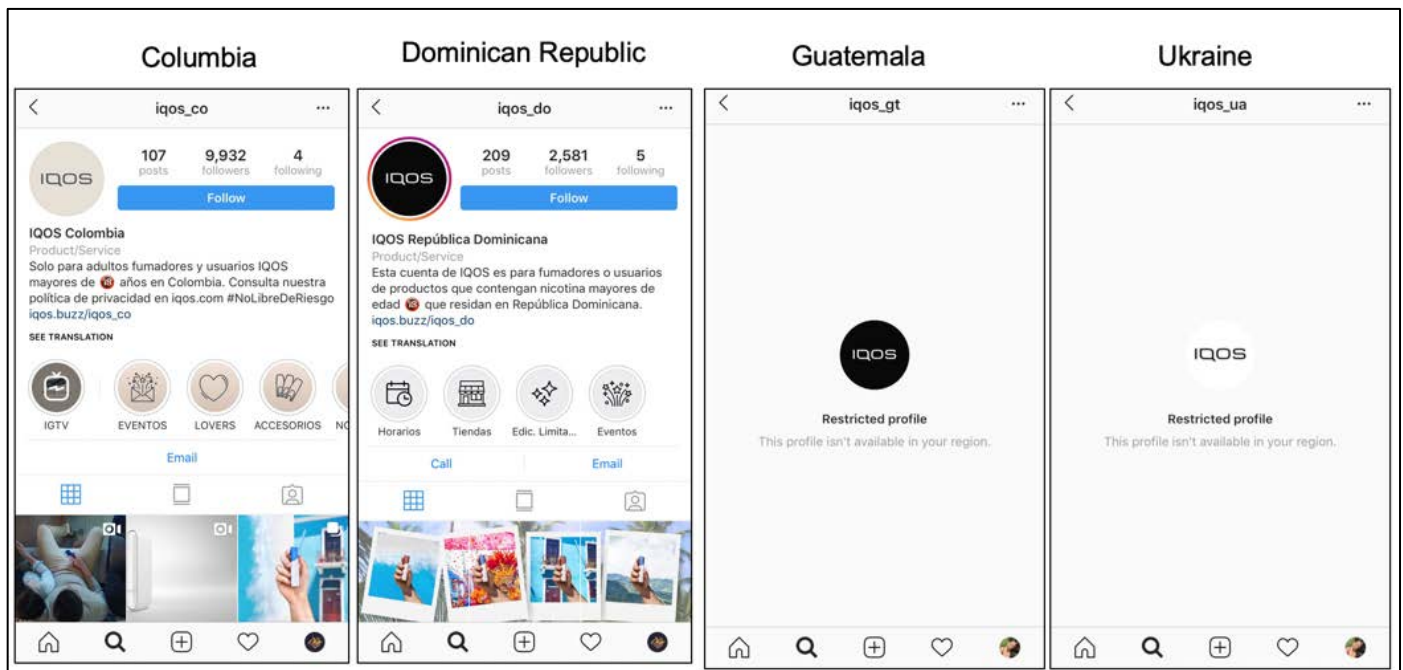 Columbia
iqos_co
...
IQOS
107 9,932 4
posts followers following
Follow
IQOS Colombia
Product/Service
Solo para adultos fumadores y usuarios IQOS
mayores de 🔞 años en Colombia. Consulta nuestra
política de privacidad en iqos.com #NoLibreDeRiesgo
iqos.buzz/iqos_co
SEE TRANSLATION
IGTV EVENTOS LOVERS ACCESORIOS NO
Email
Dominican Republic
iqos_do
...
IQOS
209 2,581 5
posts followers following
Follow
IQOS República Dominicana
Product/Service
Esta cuenta de IQOS es para fumadores o usuarios
de productos que contengan nicotina mayores de
edad 🔞 que residan en República Dominicana.
iqos.buzz/iqos_do
SEE TRANSLATION
Horarios Tiendas Edic. Limita... Eventos
Call Email
Guatemala
iqos_gt
...
IQOS
Restricted profile
This profile isn't available in your region.
Ukraine
iqos_ua
...
IQOS
Restricted profile
This profile isn't available in your region.